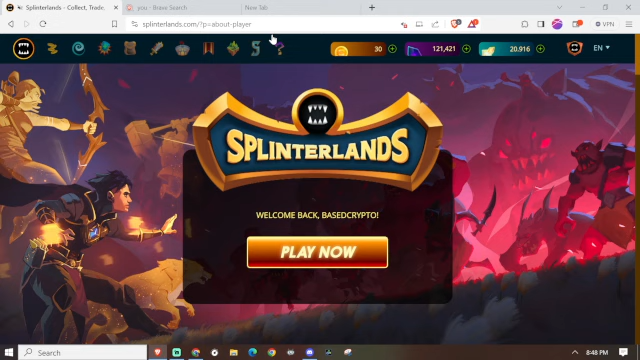 Splinterlands - Collect, Trade,
you - Brave Search
New Tab
splinterlands.com/?p=about-player
VPN
30
121,421
20.916
EN
SPLINTERLANDS
WELCOME BACK, BASEDCRYPTO!
PLAY NOW
Search
8:48 PM